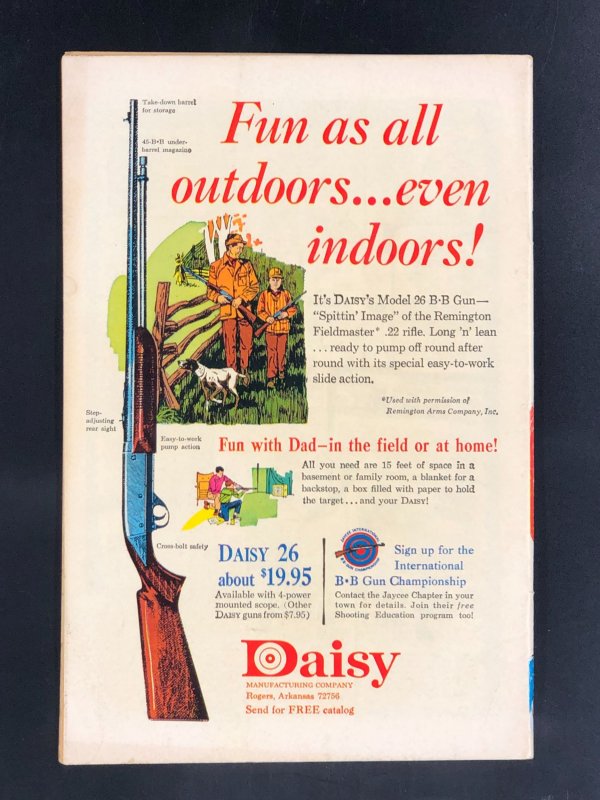 Fun as all
outdoors...even
indoors!
Take-down barrel
for storage
45-B•B under-
barrel magazine
It's DAISY'S Model 26 B•B Gun—
"Spittin' Image" of the Remington
Fieldmaster* .22 rifle. Long 'n' lean
...ready to pump off round after
round with its special easy-to-work
slide action.
*Used with permission of
Remington Arms Company, Inc.
Step-
adjusting
rear sight
Easy-to-work
pump action
Fun with Dad—in the field or at home!
All you need are 15 feet of space in a
basement or family room, a blanket for a
backstop, a box filled with paper to hold
the target...and your DAISY!
Cross-bolt safety
DAISY 26
about $19.95
Available with 4-power
mounted scope. (Other
DAISY guns from $7.95)
JAYCEE INTERNATIONAL
B•B GUN CHAMPIONSHIP
Sign up for the
International
B•B Gun Championship
Contact the Jaycee Chapter in your
town for details. Join their free
Shooting Education program too!
Daisy
MANUFACTURING COMPANY
Rogers, Arkansas 72756
Send for FREE catalog